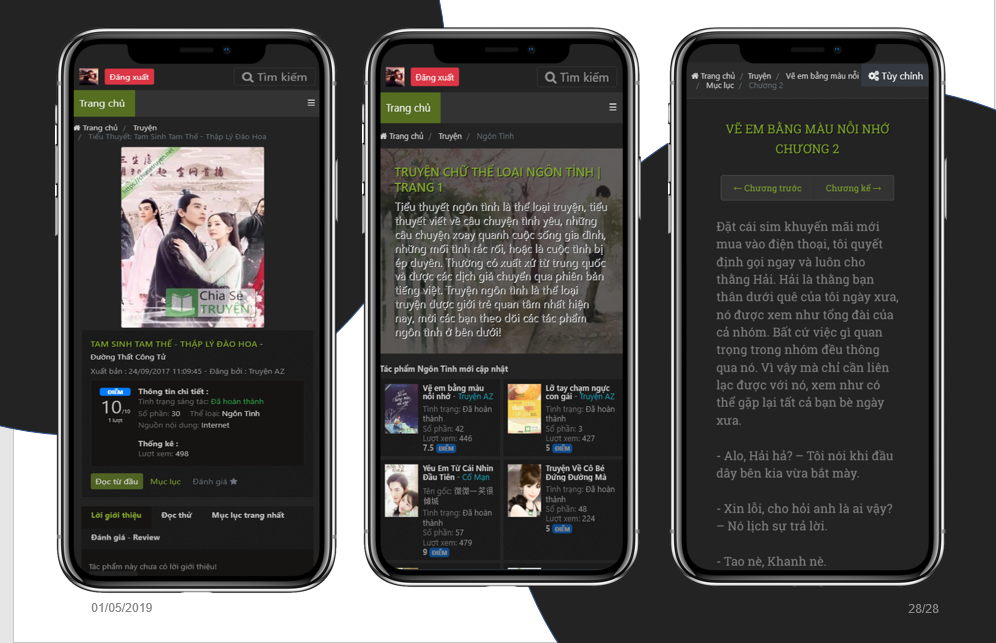 Đăng xuất
Tìm kiếm
Trang chủ
Trang chủ / Truyện
/ Tiểu Thuyết: Tam Sinh Tam Thế - Thập Lý Đào Hoa
Chia Sẻ
TRUYỆN
TAM SINH TAM THẾ - THẬP LÝ ĐÀO HOA -
Đường Thất Công Tử
Xuất bản : 24/09/2017 11:09:45 - Đăng bởi : Truyện AZ
ĐIỂM
10/10
1 lượt
Thông tin chi tiết :
Tình trạng sáng tác: Đã hoàn thành
Số phần: 30 Thể loại: Ngôn Tình
Nguồn nội dung: Internet
Thống kê :
Lượt xem: 498
Đọc từ đầu Mục lục Đánh giá
Lời giới thiệu Đọc thử Mục lục trang nhất
Đánh giá - Review
Tác phẩm này chưa có lời giới thiệu!
Đăng xuất
Tìm kiếm
Trang chủ
Trang chủ / Truyện / Ngôn Tình
TRUYỆN CHỮ THỂ LOẠI NGÔN TÌNH |
TRANG 1
Tiểu thuyết ngôn tình là thể loại truyện, tiểu
thuyết viết về câu chuyện tình yêu, những
câu chuyện xoay quanh cuộc sống gia đình,
những mối tình rắc rối, hoặc là cuộc tình bị
ép duyên. Thường có xuất xứ từ trung quốc
và được các dịch giả chuyển qua phiên bản
tiếng việt. Truyện ngôn tình là thể loại
truyện được giới trẻ quan tâm nhất hiện
nay, mời các bạn theo dõi các tác phẩm
ngôn tình ở bên dưới!
Tác phẩm Ngôn Tình mới cập nhật
Vẽ em bằng màu
nỗi nhớ - Truyện AZ
Tình trạng: Đã hoàn
thành
Số phần: 42
Lượt xem: 446
7.5 ĐIỂM
Lỡ tay chạm ngực
con gái - Truyện AZ
Tình trạng: Đã hoàn
thành
Số phần: 3
Lượt xem: 427
5 ĐIỂM
Yêu Em Từ Cái Nhìn
Đầu Tiên - Cố Mạn
Tên gốc: 微微一笑很
倾城
Tình trạng: Đã hoàn
thành
Số phần: 57
Lượt xem: 479
9 ĐIỂM
Truyện Về Cô Bé
Đứng Đường Mà
Tình trạng: Đã hoàn
thành
Số phần: 48
Lượt xem: 224
5 ĐIỂM
Trang chủ / Truyện / Vẽ em bằng màu nỗi
/ Mục lục / Chương 2
Tùy chỉnh
VẼ EM BẰNG MÀU NỖI NHỚ
CHƯƠNG 2
← Chương trước Chương kế →
Đặt cái sim khuyến mãi mới
mua vào điện thoại, tôi quyết
định gọi ngay và luôn cho
thằng Hải. Hải là thằng bạn
thân dưới quê của tôi ngày xưa,
nó được xem như tổng đài của
cả nhóm. Bất cứ việc gì quan
trọng trong nhóm đều thông
qua nó. Vì vậy mà chỉ cần liên
lạc được với nó, xem như có
thể gặp lại tất cả bạn bè ngày
xưa.
- Alo, Hải hả? – Tôi nói khi đầu
dây bên kia vừa bắt máy.
- Xin lỗi, cho hỏi anh là ai vậy?
– Nó lịch sự trả lời.
- Tao nè, Khanh nè.
01/05/2019
28/28